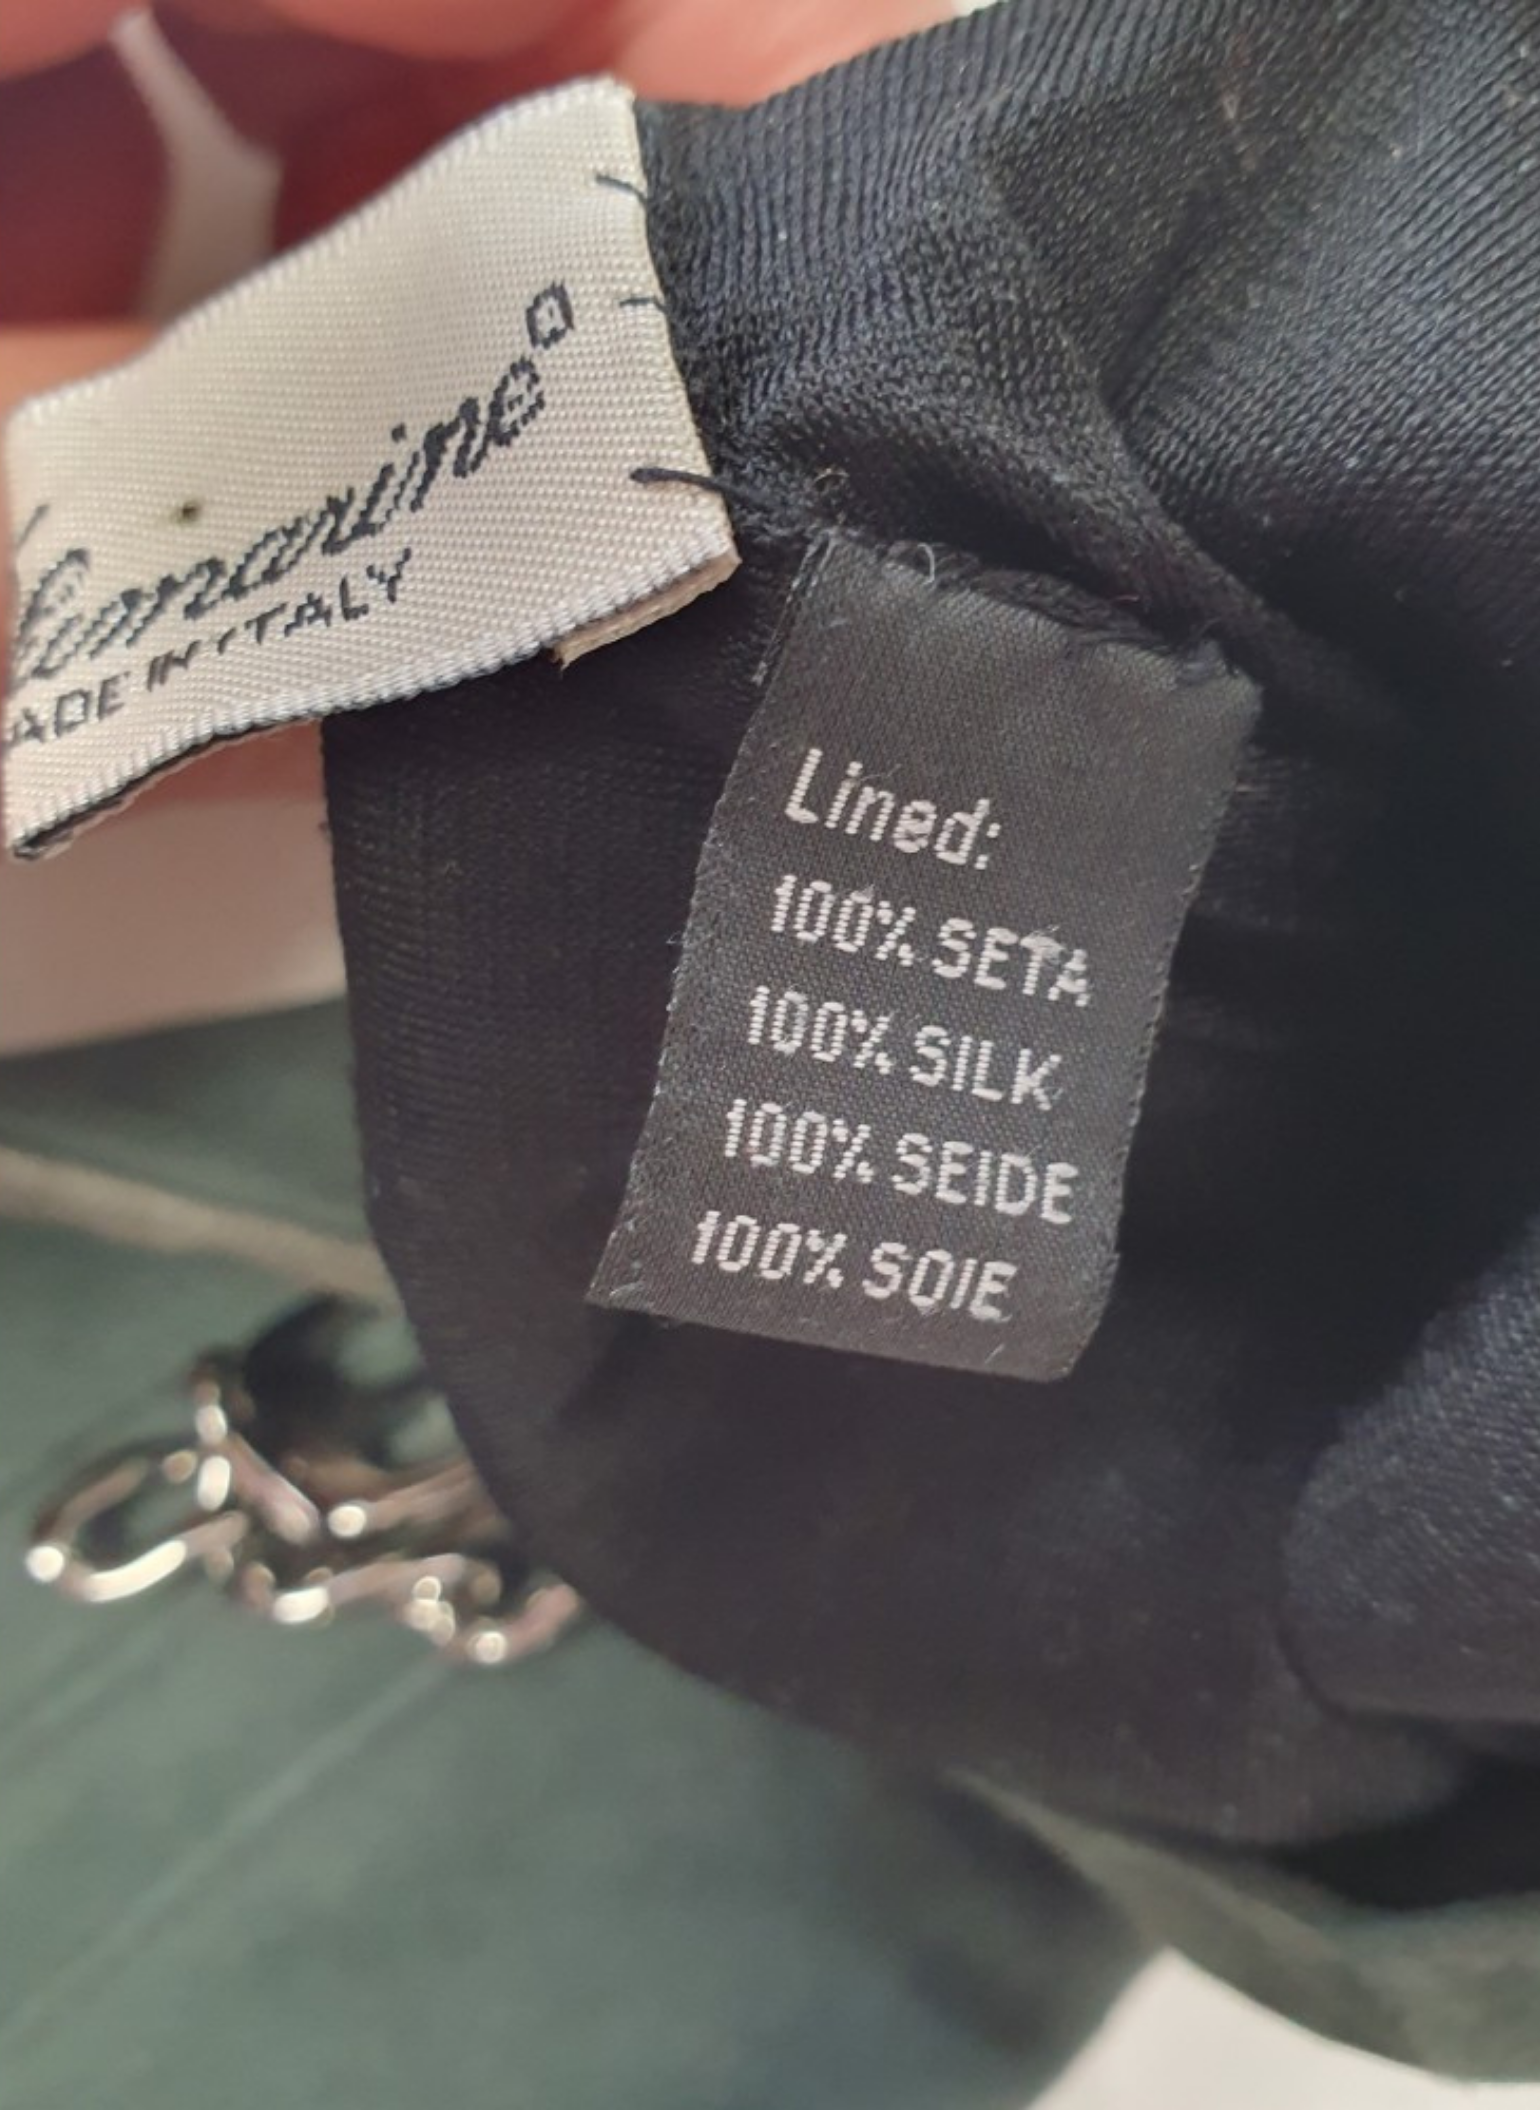 MADE IN ITALY
Lined:
100% SETA
100% SILK
100% SEIDE
100% SOIE